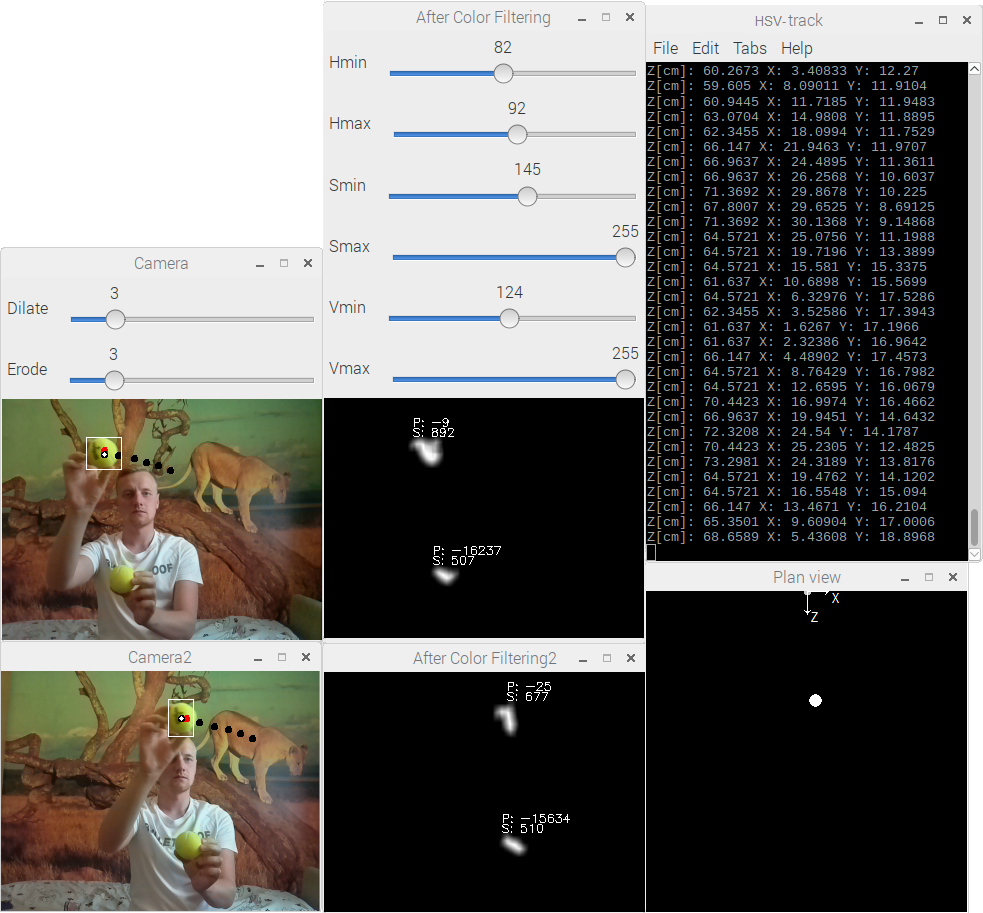 After Color Filtering
Hmin
82
Hmax
92
Smin
145
Smax
255
Vmin
124
Vmax
255
P: -9
S: 892
P: -16237
S: 507
HSV-track
File Edit Tabs Help
Z[cm]: 60.2673 X: 3.40833 Y: 12.27
Z[cm]: 59.605 X: 8.09011 Y: 11.9104
Z[cm]: 60.9445 X: 11.7185 Y: 11.9483
Z[cm]: 63.0704 X: 14.9808 Y: 11.8895
Z[cm]: 62.3455 X: 18.0994 Y: 11.7529
Z[cm]: 66.147 X: 21.9463 Y: 11.9707
Z[cm]: 66.9637 X: 24.4895 Y: 11.3611
Z[cm]: 66.9637 X: 26.2568 Y: 10.6037
Z[cm]: 71.3692 X: 29.8678 Y: 10.225
Z[cm]: 67.8007 X: 29.6525 Y: 8.69125
Z[cm]: 71.3692 X: 30.1368 Y: 9.14868
Z[cm]: 64.5721 X: 25.0756 Y: 11.1988
Z[cm]: 64.5721 X: 19.7196 Y: 13.3899
Z[cm]: 64.5721 X: 15.581 Y: 15.3375
Z[cm]: 61.637 X: 10.6898 Y: 15.5699
Z[cm]: 64.5721 X: 6.32976 Y: 17.5286
Z[cm]: 62.3455 X: 3.52586 Y: 17.3943
Z[cm]: 61.637 X: 1.6267 Y: 17.1966
Z[cm]: 61.637 X: 2.32386 Y: 16.9642
Z[cm]: 66.147 X: 4.48902 Y: 17.4573
Z[cm]: 64.5721 X: 8.76429 Y: 16.7982
Z[cm]: 64.5721 X: 12.6595 Y: 16.0679
Z[cm]: 70.4423 X: 16.9974 Y: 16.4662
Z[cm]: 66.9637 X: 19.9451 Y: 14.6432
Z[cm]: 72.3208 X: 24.54 Y: 14.1787
Z[cm]: 70.4423 X: 25.2305 Y: 12.4825
Z[cm]: 73.2981 X: 24.3189 Y: 13.8176
Z[cm]: 64.5721 X: 19.4762 Y: 14.1202
Z[cm]: 64.5721 X: 16.5548 Y: 15.094
Z[cm]: 66.147 X: 13.4671 Y: 16.2104
Z[cm]: 65.3501 X: 9.60904 Y: 17.0006
Z[cm]: 68.6589 X: 5.43608 Y: 18.8968
Camera
Dilate
3
Erode
3
Camera2
After Color Filtering2
P: -25
S: 677
P: -15634
S: 510
Plan view
X
Z